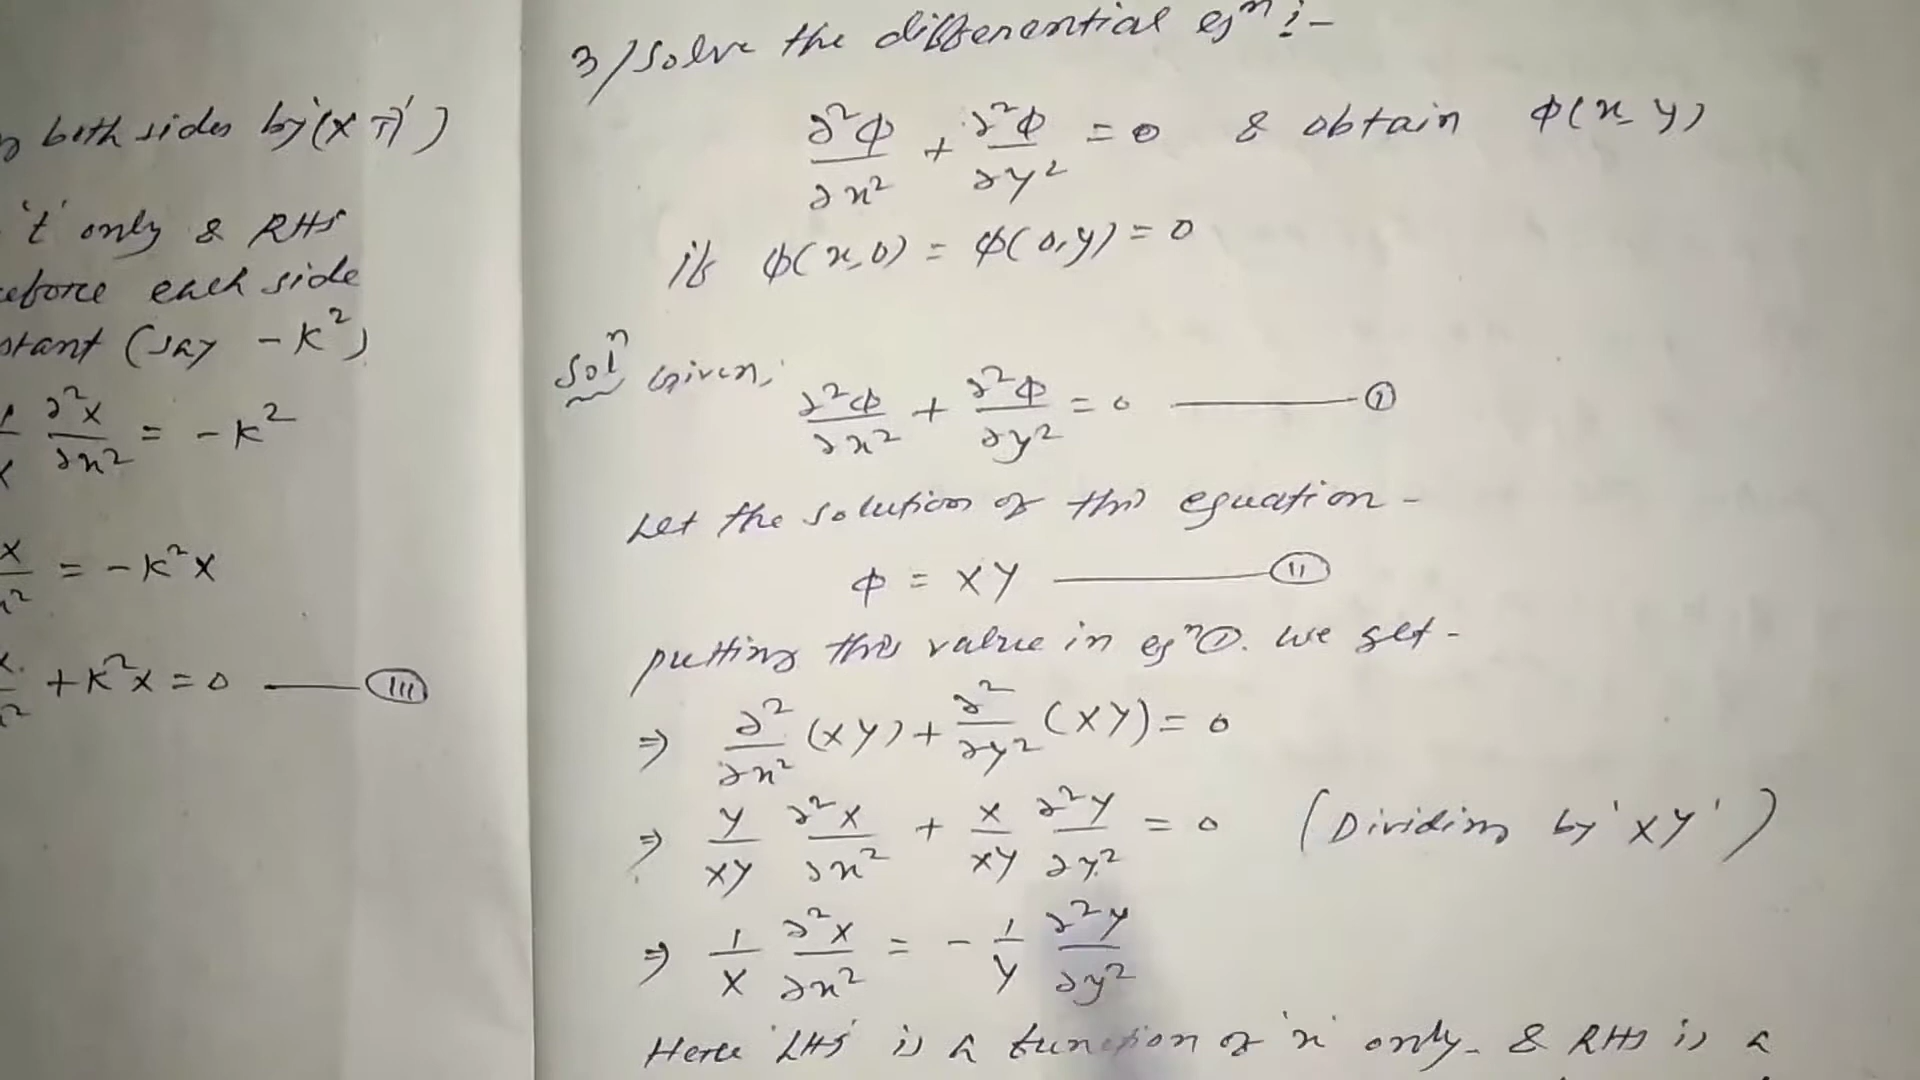 both sides by 'XT'
't' only & RHS
each side
(say - K²)
∂²X/∂x² = - K²
= - K²X
+ K²X = 0 —— (III)
3) Solve the differential eqⁿ :-
∂²Φ/∂x² + ∂²Φ/∂y² = 0 & obtain Φ(x, y)
if Φ(x, 0) = Φ(0, y) = 0
Solⁿ Given,
∂²Φ/∂x² + ∂²Φ/∂y² = 0 —— (I)
Let the solution of this equation -
Φ = XY —— (II)
putting this value in eqⁿ (I). we get -
⇒ ∂²/∂x² (XY) + ∂²/∂y² (XY) = 0
⇒ Y/XY ∂²X/∂x² + X/XY ∂²Y/∂y² = 0 (Dividing by 'XY')
⇒ 1/X ∂²X/∂x² = - 1/Y ∂²Y/∂y²
Here 'LHS' is a function of 'x' only. & RHS is a